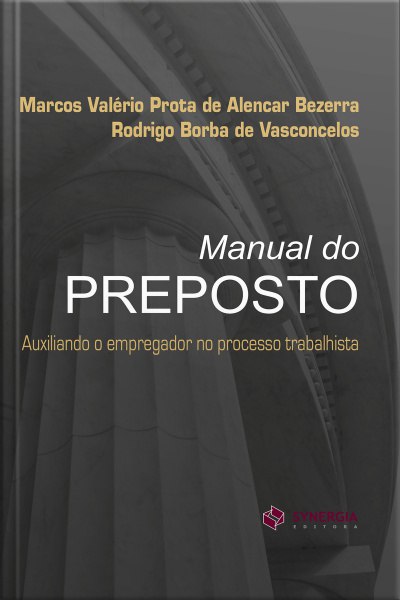 Marcos Valério Prota de Alencar Bezerra
Rodrigo Borba de Vasconcelos
Manual do
PREPOSTO
Auxiliando o empregador no processo trabalhista
SYNERGIA
EDITORA